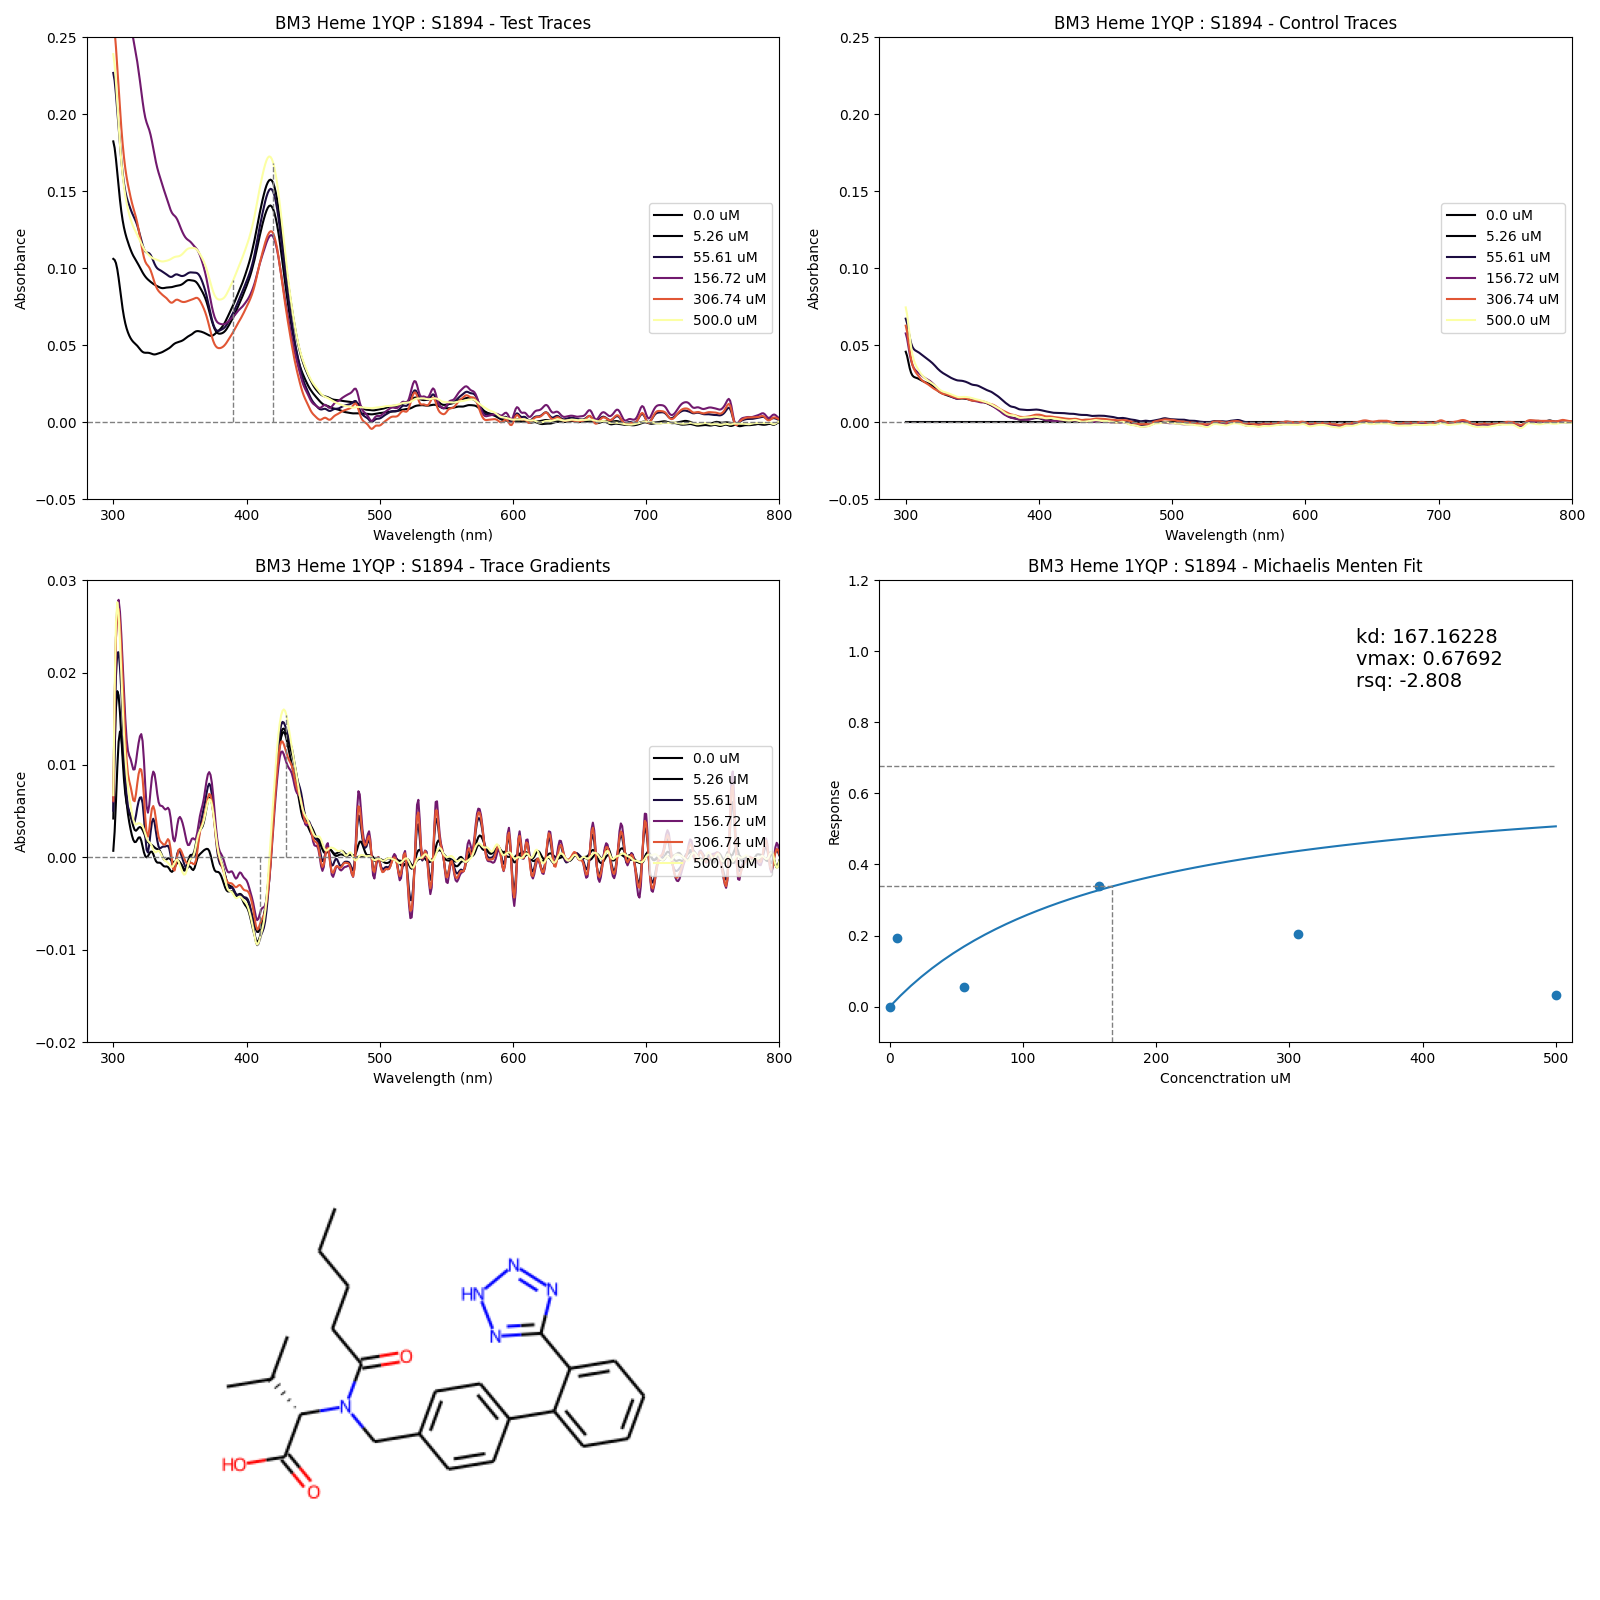 BM3 Heme 1YQP : S1894 - Test Traces
0.25
0.20
0.15
0.10
0.05
0.00
−0.05
Absorbance
300 400 500 600 700 800
Wavelength (nm)
0.0 uM
5.26 uM
55.61 uM
156.72 uM
306.74 uM
500.0 uM
BM3 Heme 1YQP : S1894 - Control Traces
0.25
0.20
0.15
0.10
0.05
0.00
−0.05
Absorbance
300 400 500 600 700 800
Wavelength (nm)
0.0 uM
5.26 uM
55.61 uM
156.72 uM
306.74 uM
500.0 uM
BM3 Heme 1YQP : S1894 - Trace Gradients
0.03
0.02
0.01
0.00
−0.01
−0.02
Absorbance
300 400 500 600 700 800
Wavelength (nm)
0.0 uM
5.26 uM
55.61 uM
156.72 uM
306.74 uM
500.0 uM
BM3 Heme 1YQP : S1894 - Michaelis Menten Fit
1.2
1.0
0.8
0.6
0.4
0.2
0.0
Response
kd: 167.16228
vmax: 0.67692
rsq: -2.808
0 100 200 300 400 500
Concenctration uM
N
HN N
N
O
N
HO
O